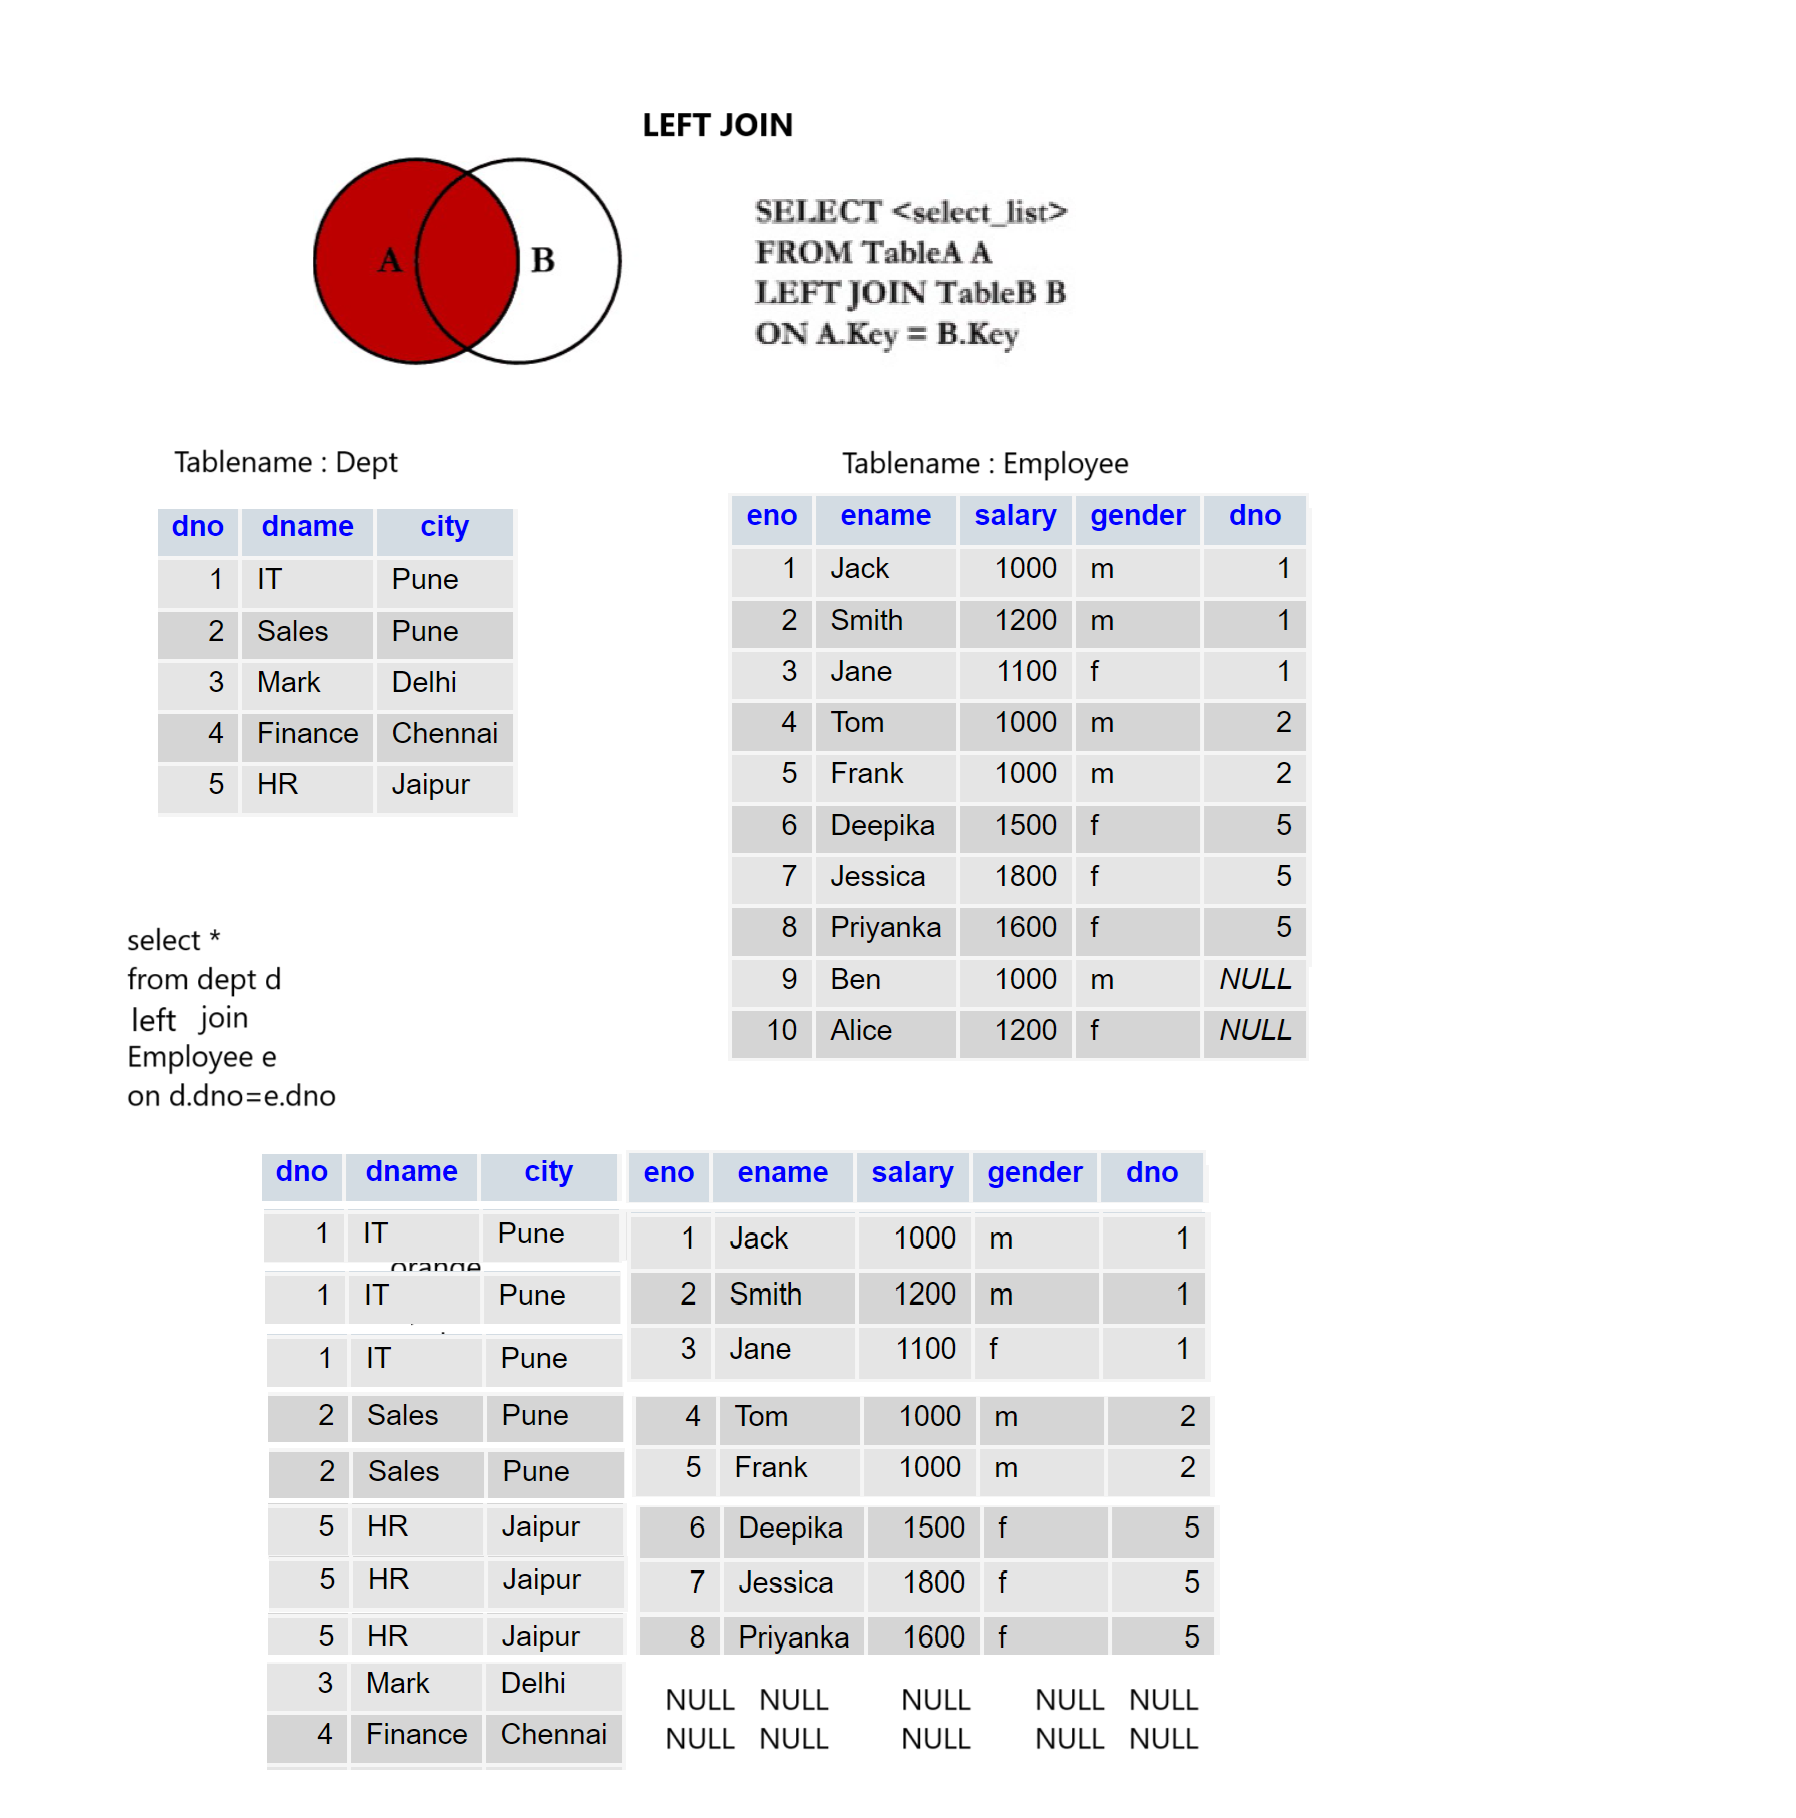 LEFT JOIN
A B
SELECT <select_list>
FROM TableA A
LEFT JOIN TableB B
ON A.Key = B.Key
Tablename : Dept
dno dname city
1 IT Pune
2 Sales Pune
3 Mark Delhi
4 Finance Chennai
5 HR Jaipur
Tablename : Employee
eno ename salary gender dno
1 Jack 1000 m 1
2 Smith 1200 m 1
3 Jane 1100 f 1
4 Tom 1000 m 2
5 Frank 1000 m 2
6 Deepika 1500 f 5
7 Jessica 1800 f 5
8 Priyanka 1600 f 5
9 Ben 1000 m NULL
10 Alice 1200 f NULL
select *
from dept d
left join
Employee e
on d.dno=e.dno
dno dname city eno ename salary gender dno
1 IT Pune 1 Jack 1000 m 1
orange
1 IT Pune 2 Smith 1200 m 1
1 IT Pune 3 Jane 1100 f 1
2 Sales Pune 4 Tom 1000 m 2
2 Sales Pune 5 Frank 1000 m 2
5 HR Jaipur 6 Deepika 1500 f 5
5 HR Jaipur 7 Jessica 1800 f 5
5 HR Jaipur 8 Priyanka 1600 f 5
3 Mark Delhi NULL NULL NULL NULL NULL
4 Finance Chennai NULL NULL NULL NULL NULL